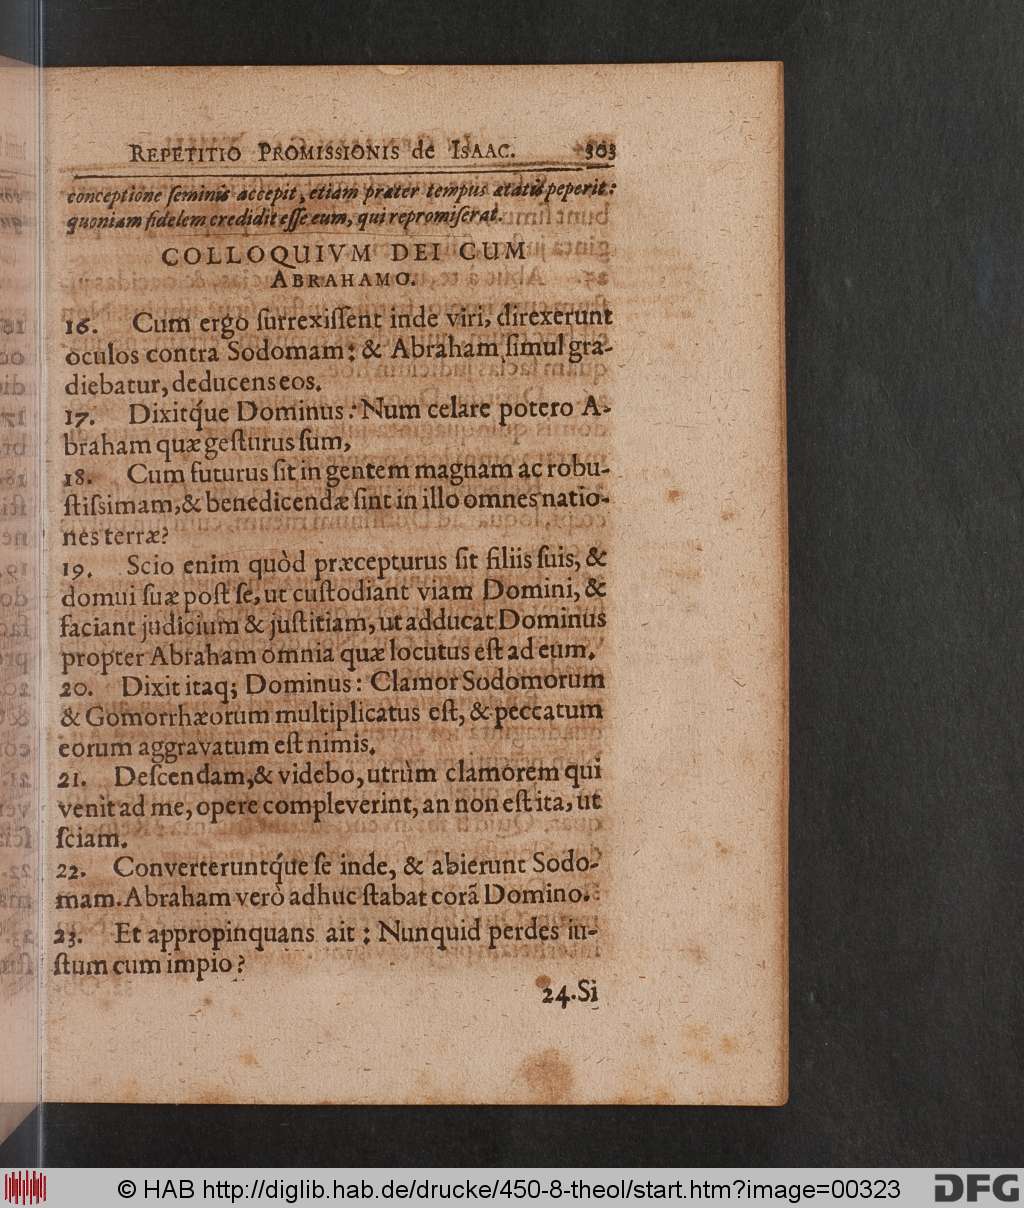 REPETITIO PROMISSIONIS de ISAAC. 303
conceptione seminis accepit, etiam præter tempus ætatis peperit:
quoniam fidelem credidit eſſe eum, qui repromiſerat.
COLLOQUIVM DEI CUM
ABRAHAMO.
16. Cum ergo ſurrexiſſent inde viri, direxerunt
oculos contra Sodomam: & Abraham ſimul gra-
diebatur, deducens eos.
17. Dixitq́ue Dominus: Num celare potero A-
braham quæ geſturus ſum,
18. Cum futurus ſit in gentem magnam ac robu-
ſtiſsimam, & benedicendæ ſint in illo omnes natio-
nes terræ?
19. Scio enim quòd præcepturus ſit filiis ſuis, &
domui ſuæ poſt ſe, ut cuſtodiant viam Domini, &
faciant judicium & juſtitiam, ut adducat Dominus
propter Abraham omnia quæ locutus eſt ad eum.
20. Dixit itaq; Dominus: Clamor Sodomorum
& Gomorrhæorum multiplicatus eſt, & peccatum
eorum aggravatum eſt nimis.
21. Deſcendam, & videbo, utrùm clamorem qui
venit ad me, opere compleverint, an non eſt ita, ut
ſciam.
22. Converteruntq́ue ſe inde, & abierunt Sodo-
mam. Abraham verò adhuc ſtabat corã Domino.
23. Et appropinquans ait: Nunquid perdes iu-
ſtum cum impio?
24. Si
© HAB http://diglib.hab.de/drucke/450-8-theol/start.htm?image=00323 DFG